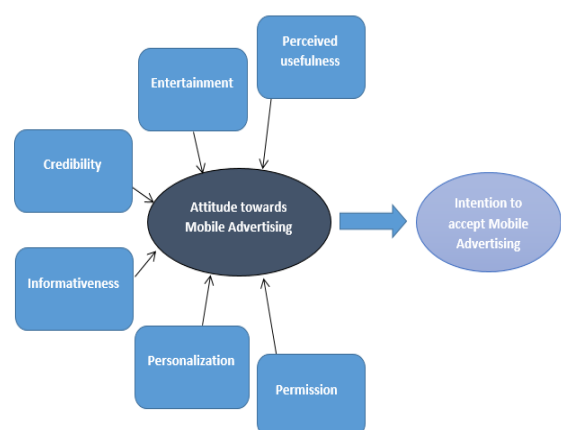 Perceived
usefulness
Entertainment
Credibility
Attitude towards
Mobile Advertising
Intention to
accept Mobile
Advertising
Informativeness
Personalization
Permission